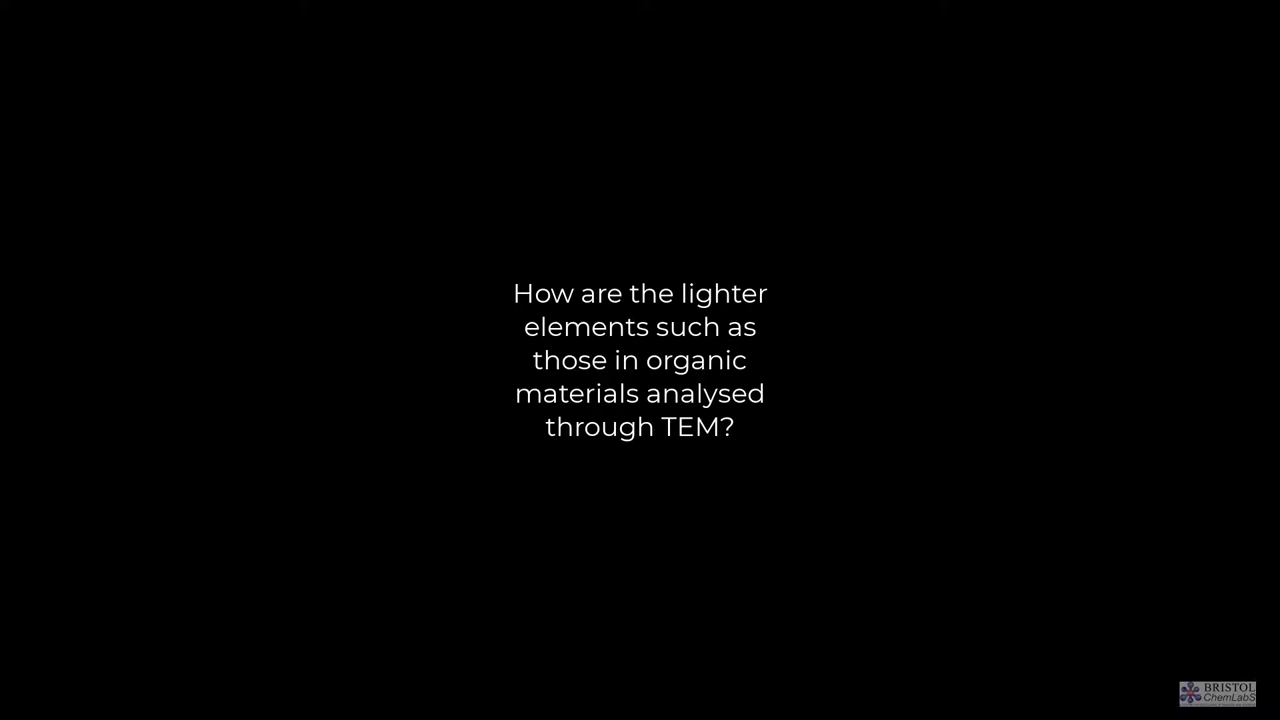 How are the lighter
elements such as
those in organic
materials analysed
through TEM?
BRISTOL
ChemLabS